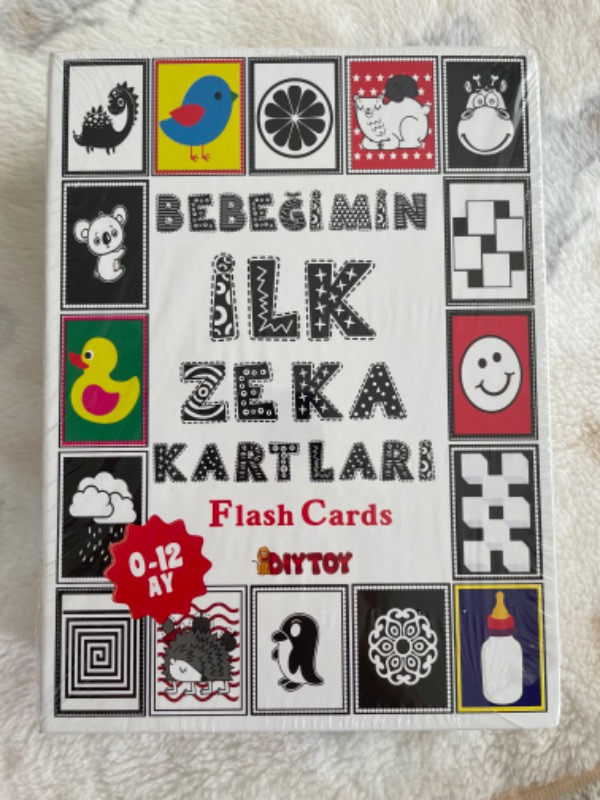 BEBEĞİMİN
İLK
ZEKA
KARTLARI
Flash Cards
DIYTOY
0-12
AY